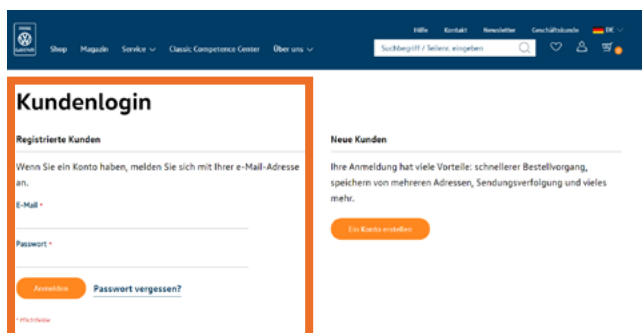 Hilfe Kontakt Newsletter Geschäftskunde DE
Shop Magazin Service Classic Competence Center Über uns
Suchbegriff / Teilenr. eingeben
Kundenlogin
Registrierte Kunden
Wenn Sie ein Konto haben, melden Sie sich mit Ihrer e-Mail-Adresse
an.
E-Mail *
Passwort *
Anmelden Passwort vergessen?
* Pflichtfelder
Neue Kunden
Ihre Anmeldung hat viele Vorteile: schnellerer Bestellvorgang,
speichern von mehreren Adressen, Sendungsverfolgung und vieles
mehr.
Ein Konto erstellen